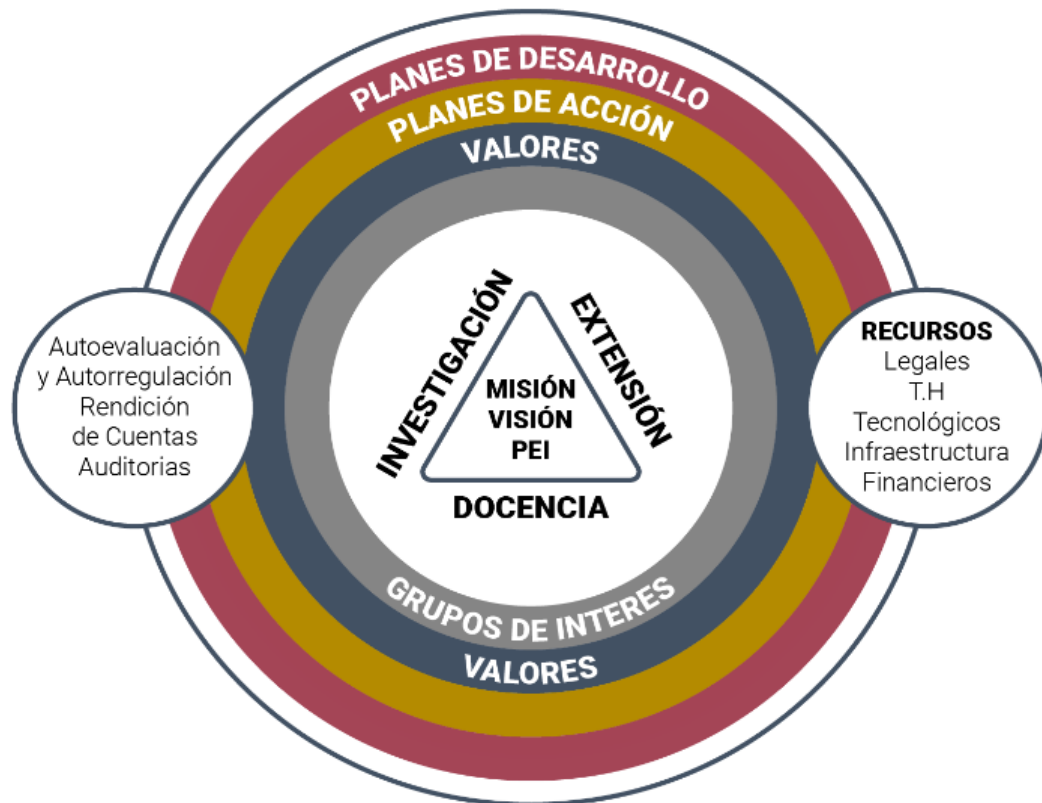 PLANES DE DESARROLLO
PLANES DE ACCIÓN
VALORES
INVESTIGACIÓN
EXTENSIÓN
MISIÓN
VISIÓN
PEI
DOCENCIA
Autoevaluación
y Autorregulación
Rendición
de Cuentas
Auditorias
RECURSOS
Legales
T.H
Tecnológicos
Infraestructura
Financieros
GRUPOS DE INTERES
VALORES